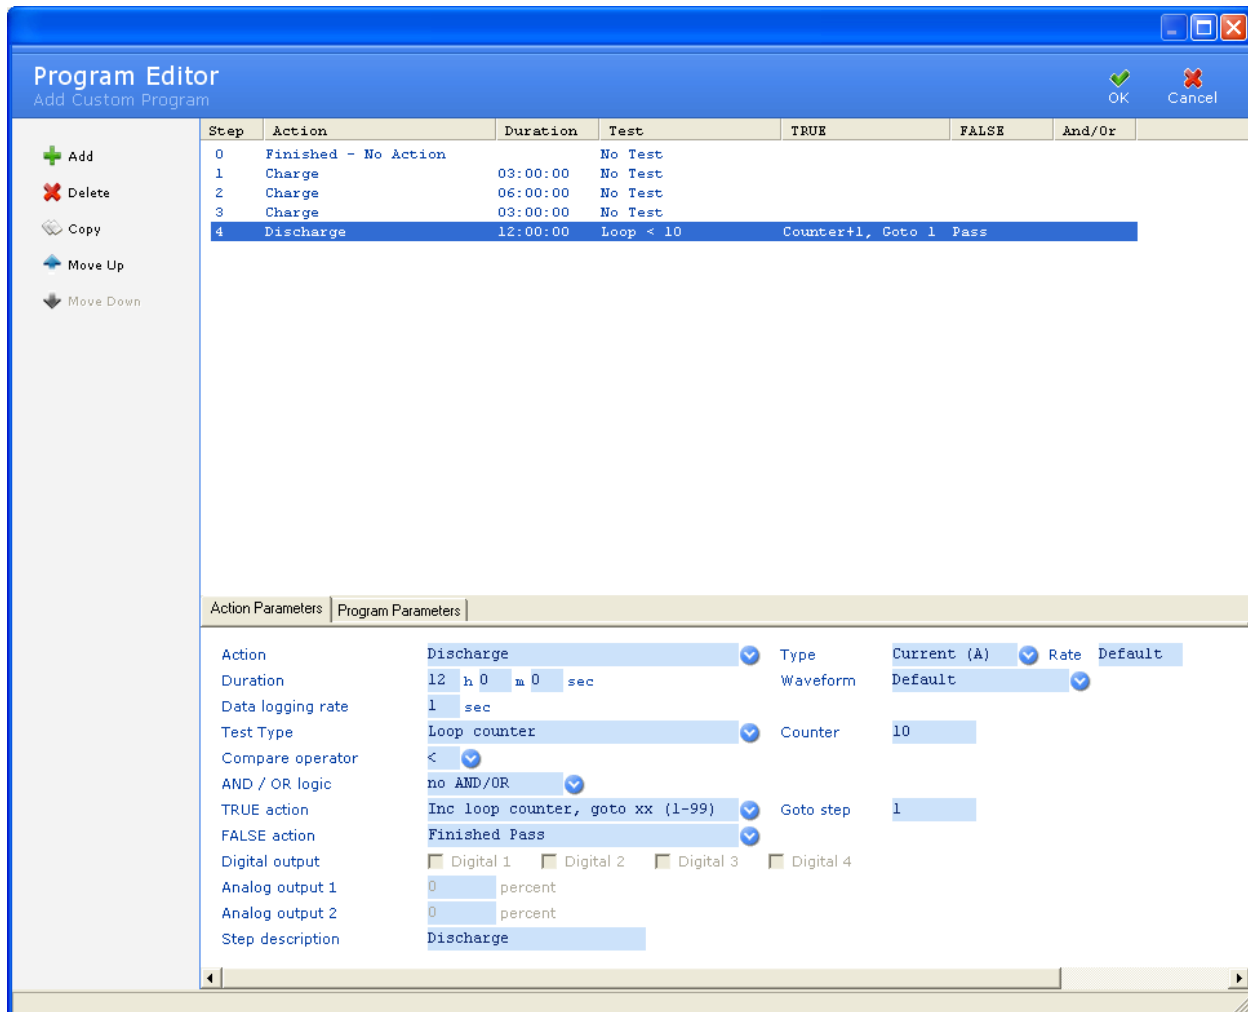 Program Editor
Add Custom Program
OK
Cancel
Add
Delete
Copy
Move Up
Move Down
Step Action Duration Test TRUE FALSE And/Or
0 Finished - No Action No Test
1 Charge 03:00:00 No Test
2 Charge 06:00:00 No Test
3 Charge 03:00:00 No Test
4 Discharge 12:00:00 Loop < 10 Counter+1, Goto 1 Pass
Action Parameters Program Parameters
Action Discharge Type Current (A) Rate Default
Duration 12 h 0 m 0 sec Waveform Default
Data logging rate 1 sec
Test Type Loop counter Counter 10
Compare operator <
AND / OR logic no AND/OR
TRUE action Inc loop counter, goto xx (1-99) Goto step 1
FALSE action Finished Pass
Digital output Digital 1 Digital 2 Digital 3 Digital 4
Analog output 1 0 percent
Analog output 2 0 percent
Step description Discharge